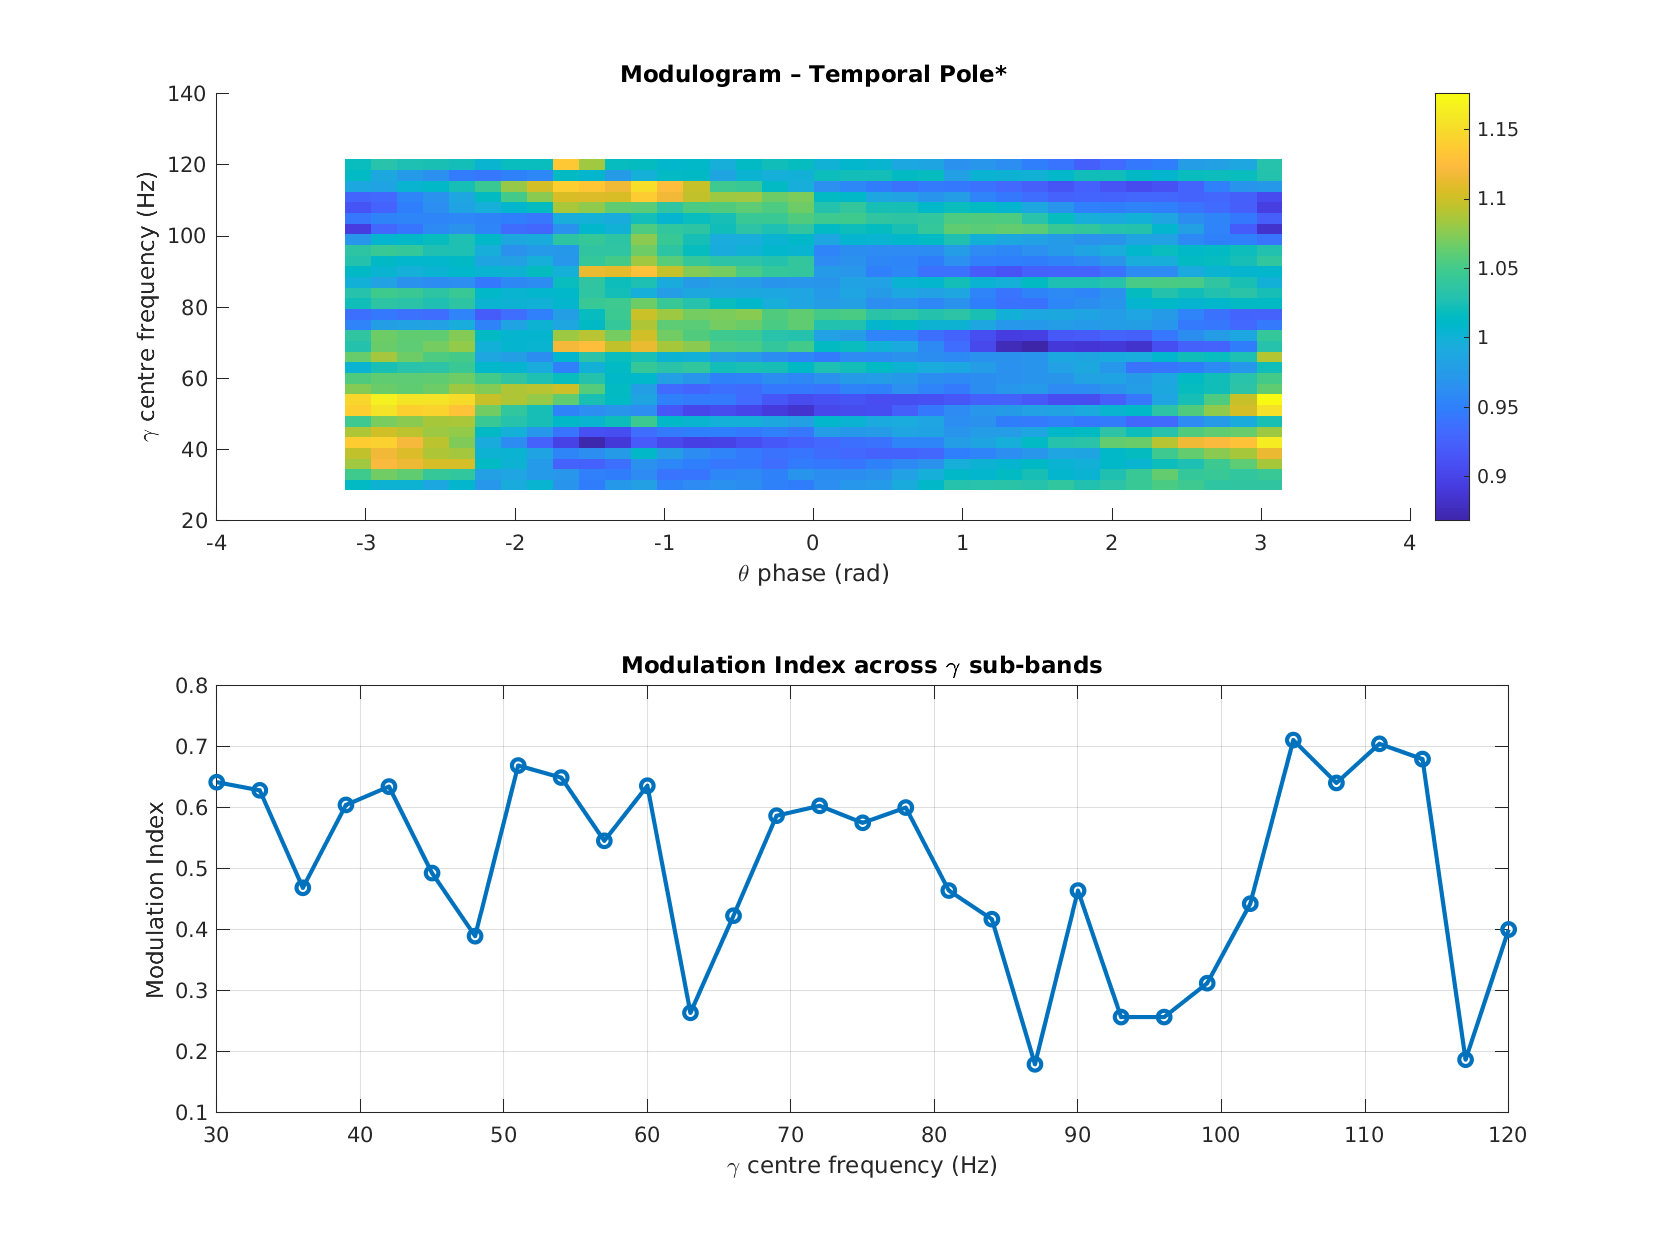 Modulogram – Temporal Pole*
140
120
100
80
60
40
20
γ centre frequency (Hz)
-4 -3 -2 -1 0 1 2 3 4
θ phase (rad)
1.15
1.1
1.05
1
0.95
0.9
Modulation Index across γ sub-bands
0.8
0.7
0.6
0.5
0.4
0.3
0.2
0.1
Modulation Index
30 40 50 60 70 80 90 100 110 120
γ centre frequency (Hz)